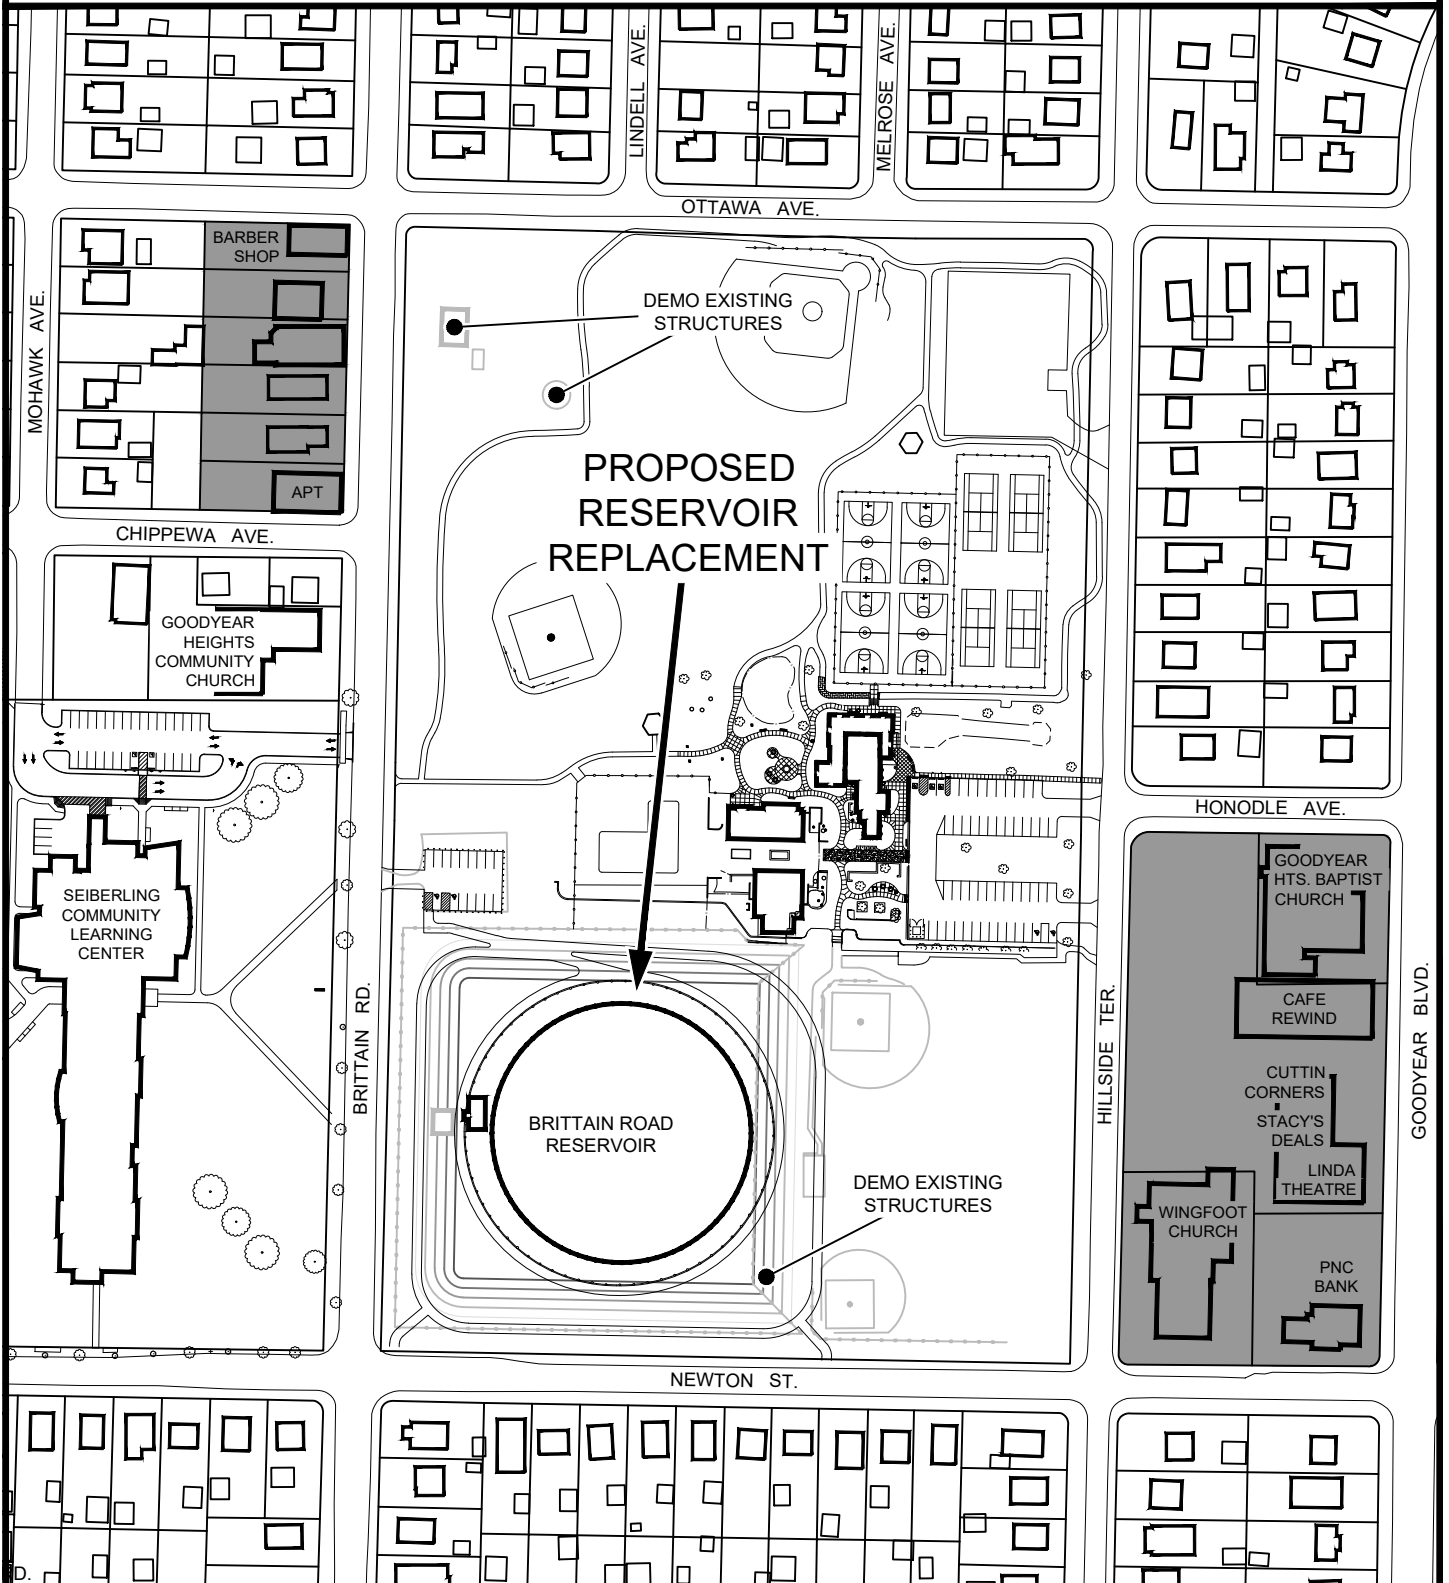 LINDELL AVE.
MELROSE AVE.
OTTAWA AVE.
BARBER
SHOP
MOHAWK AVE.
DEMO EXISTING
STRUCTURES
PROPOSED
RESERVOIR
REPLACEMENT
APT
CHIPPEWA AVE.
GOODYEAR
HEIGHTS
COMMUNITY
CHURCH
HONODLE AVE.
GOODYEAR
HTS. BAPTIST
CHURCH
SEIBERLING
COMMUNITY
LEARNING
CENTER
CAFE
REWIND
BRITTAIN RD.
HILLSIDE TER.
GOODYEAR BLVD.
CUTTIN
CORNERS
STACY'S
DEALS
LINDA
THEATRE
BRITTAIN ROAD
RESERVOIR
DEMO EXISTING
STRUCTURES
WINGFOOT
CHURCH
PNC
BANK
NEWTON ST.
D.